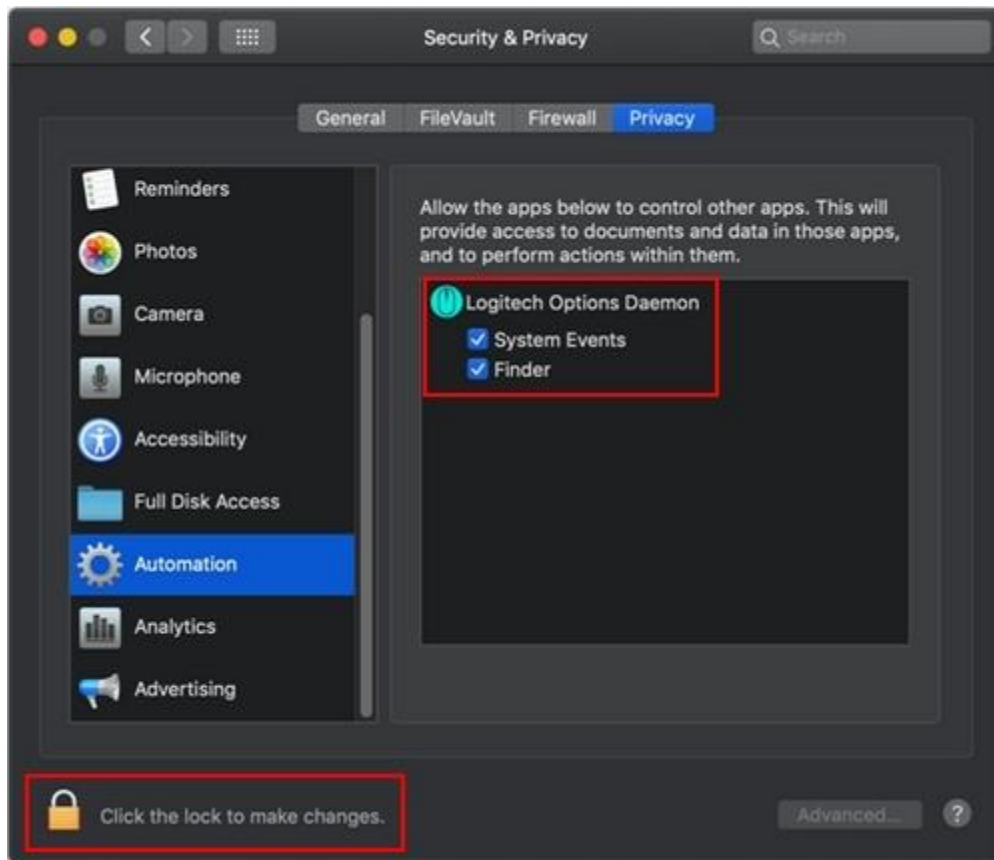 Security & Privacy
Search
General
FileVault
Firewall
Privacy
Reminders
Photos
Camera
Microphone
Accessibility
Full Disk Access
Automation
Analytics
Advertising
Allow the apps below to control other apps. This will
provide access to documents and data in those apps,
and to perform actions within them.
Logitech Options Daemon
System Events
Finder
Click the lock to make changes.
Advanced...
?